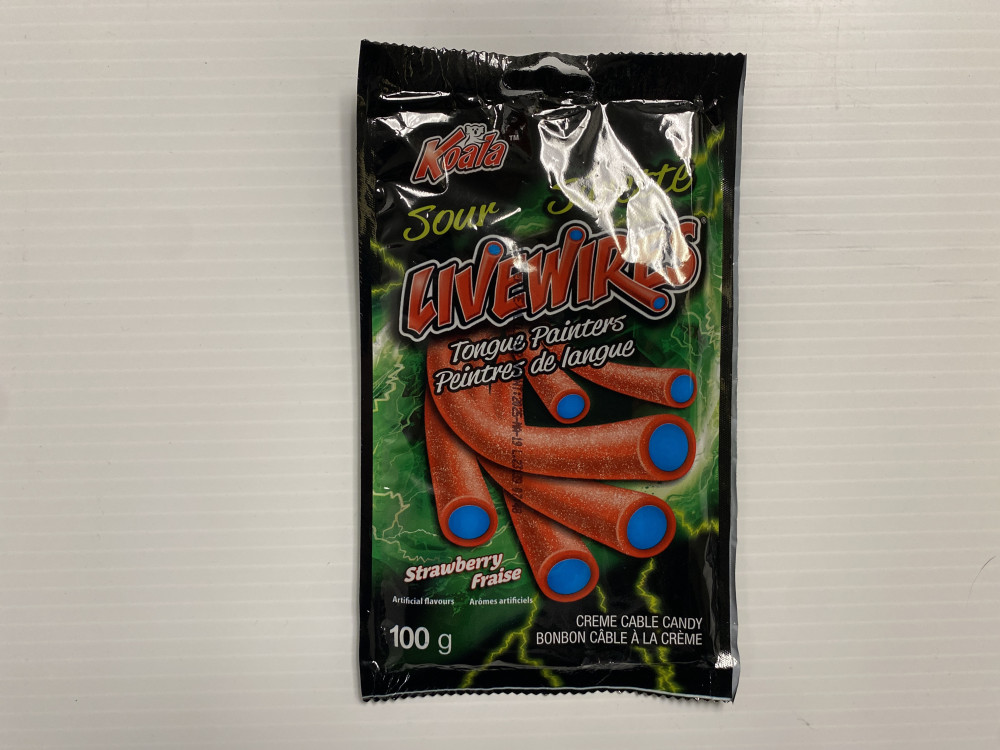 Koala™
Sour
LIVEWIRES
Tongue Painters
Peintres de langue
Strawberry
Fraise
Artificial flavours Arômes artificiels
100 g
CREME CABLE CANDY
BONBON CÂBLE À LA CRÈME